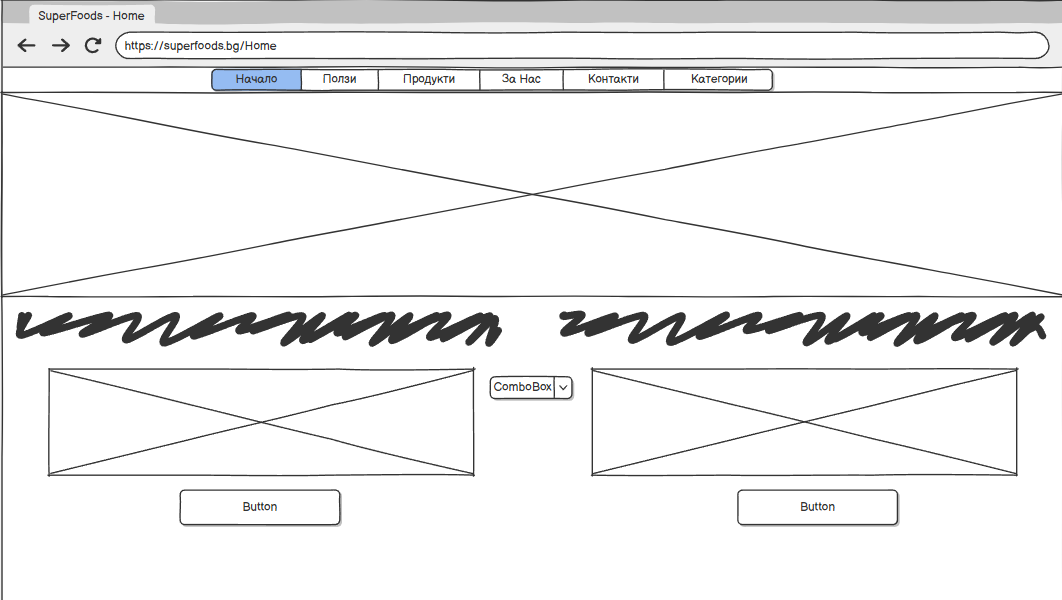 SuperFoods - Home
https://superfoods.bg/Home
Начало Ползи Продукти За Нас Контакти Категории
ComboBox
Button Button